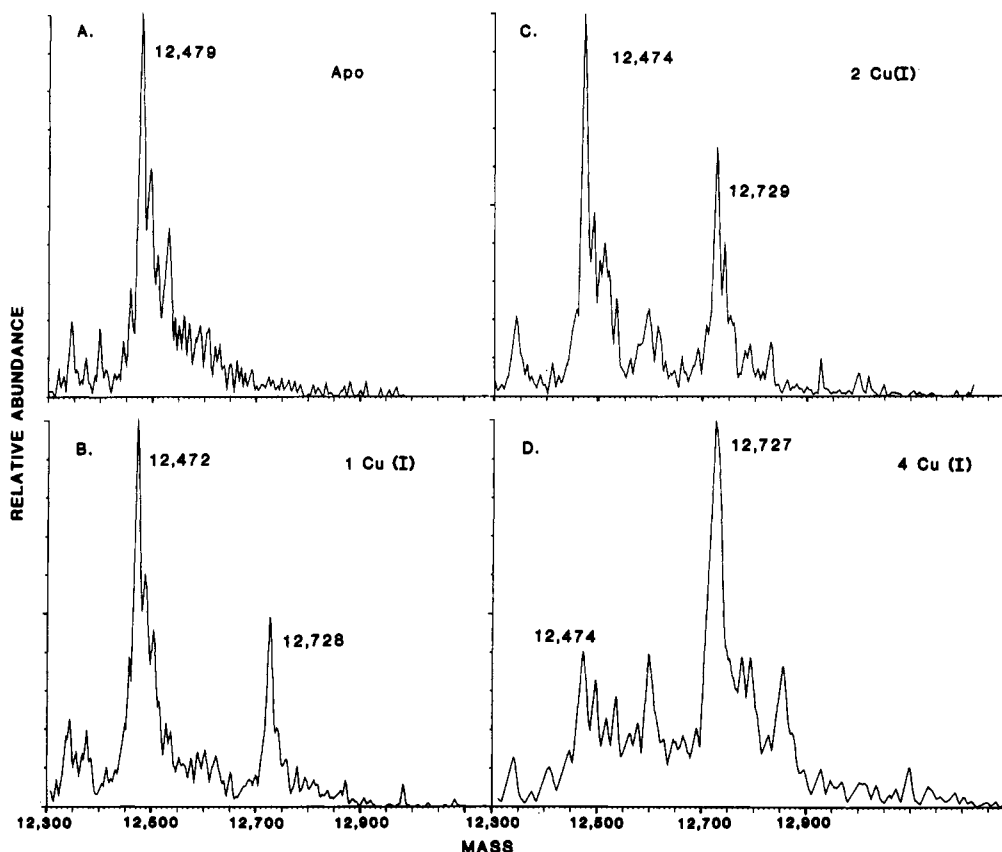 A.
12,479
Apo
C.
12,474
2 Cu(I)
12,729
B.
12,472
1 Cu (I)
12,728
D.
12,727
4 Cu (I)
12,474
RELATIVE ABUNDANCE
12,300 12,500 12,700 12,900 12,300 12,500 12,700 12,900
MASS